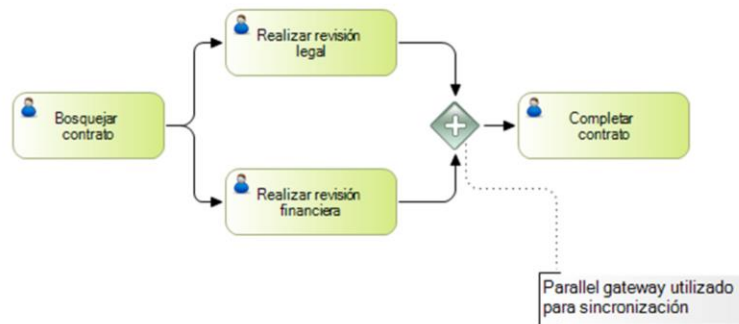 Realizar revisión
legal
Bosquejar
contrato
Completar
contrato
Realizar revisión
financiera
Parallel gateway utilizado
para sincronización